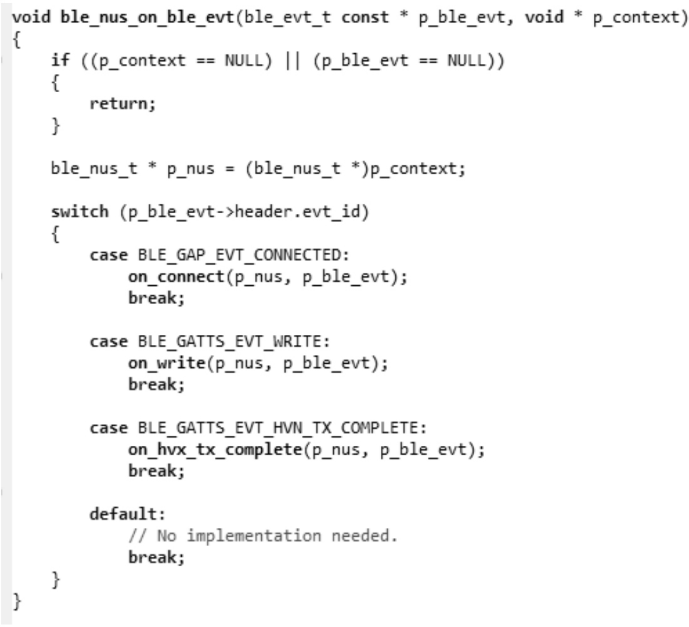 void ble_nus_on_ble_evt(ble_evt_t const * p_ble_evt, void * p_context)
{
    if ((p_context == NULL) || (p_ble_evt == NULL))
    {
        return;
    }

    ble_nus_t * p_nus = (ble_nus_t *)p_context;

    switch (p_ble_evt->header.evt_id)
    {
        case BLE_GAP_EVT_CONNECTED:
            on_connect(p_nus, p_ble_evt);
            break;

        case BLE_GATTS_EVT_WRITE:
            on_write(p_nus, p_ble_evt);
            break;

        case BLE_GATTS_EVT_HVN_TX_COMPLETE:
            on_hvx_tx_complete(p_nus, p_ble_evt);
            break;

        default:
            // No implementation needed.
            break;
    }
}